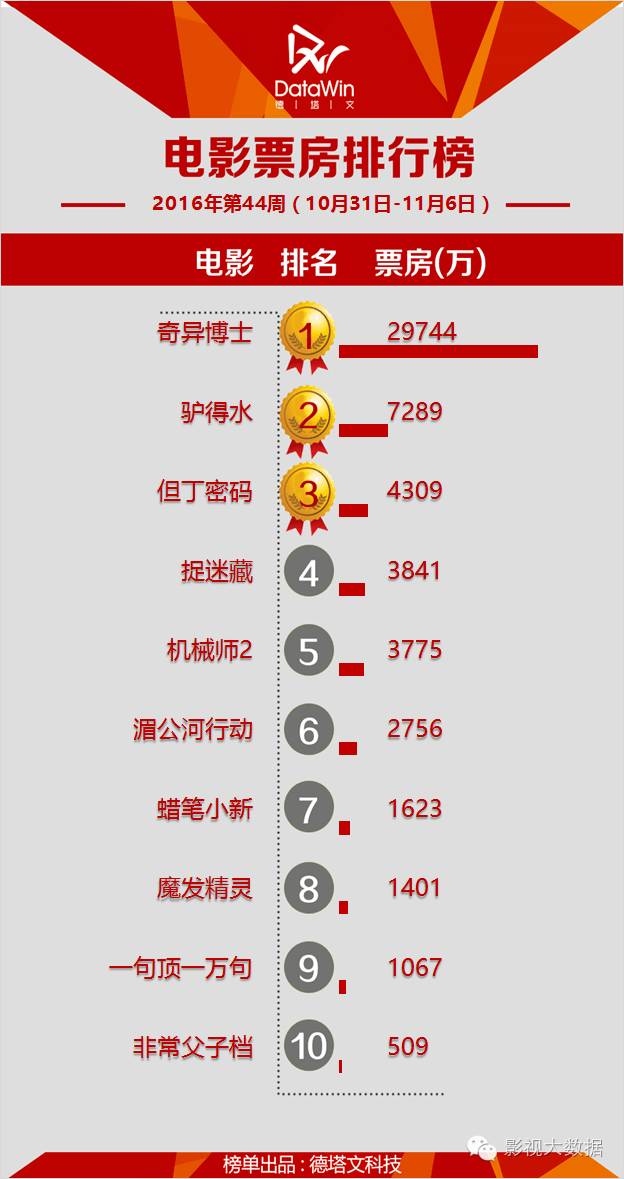 DataWin
德 | 塔 | 文
电影票房排行榜
2016年第44周（10月31日-11月6日）
电影 排名 票房(万)
奇异博士 1 29744
驴得水 2 7289
但丁密码 3 4309
捉迷藏 4 3841
机械师2 5 3775
湄公河行动 6 2756
蜡笔小新 7 1623
魔发精灵 8 1401
一句顶一万句 9 1067
非常父子档 10 509
影视大数据
榜单出品：德塔文科技